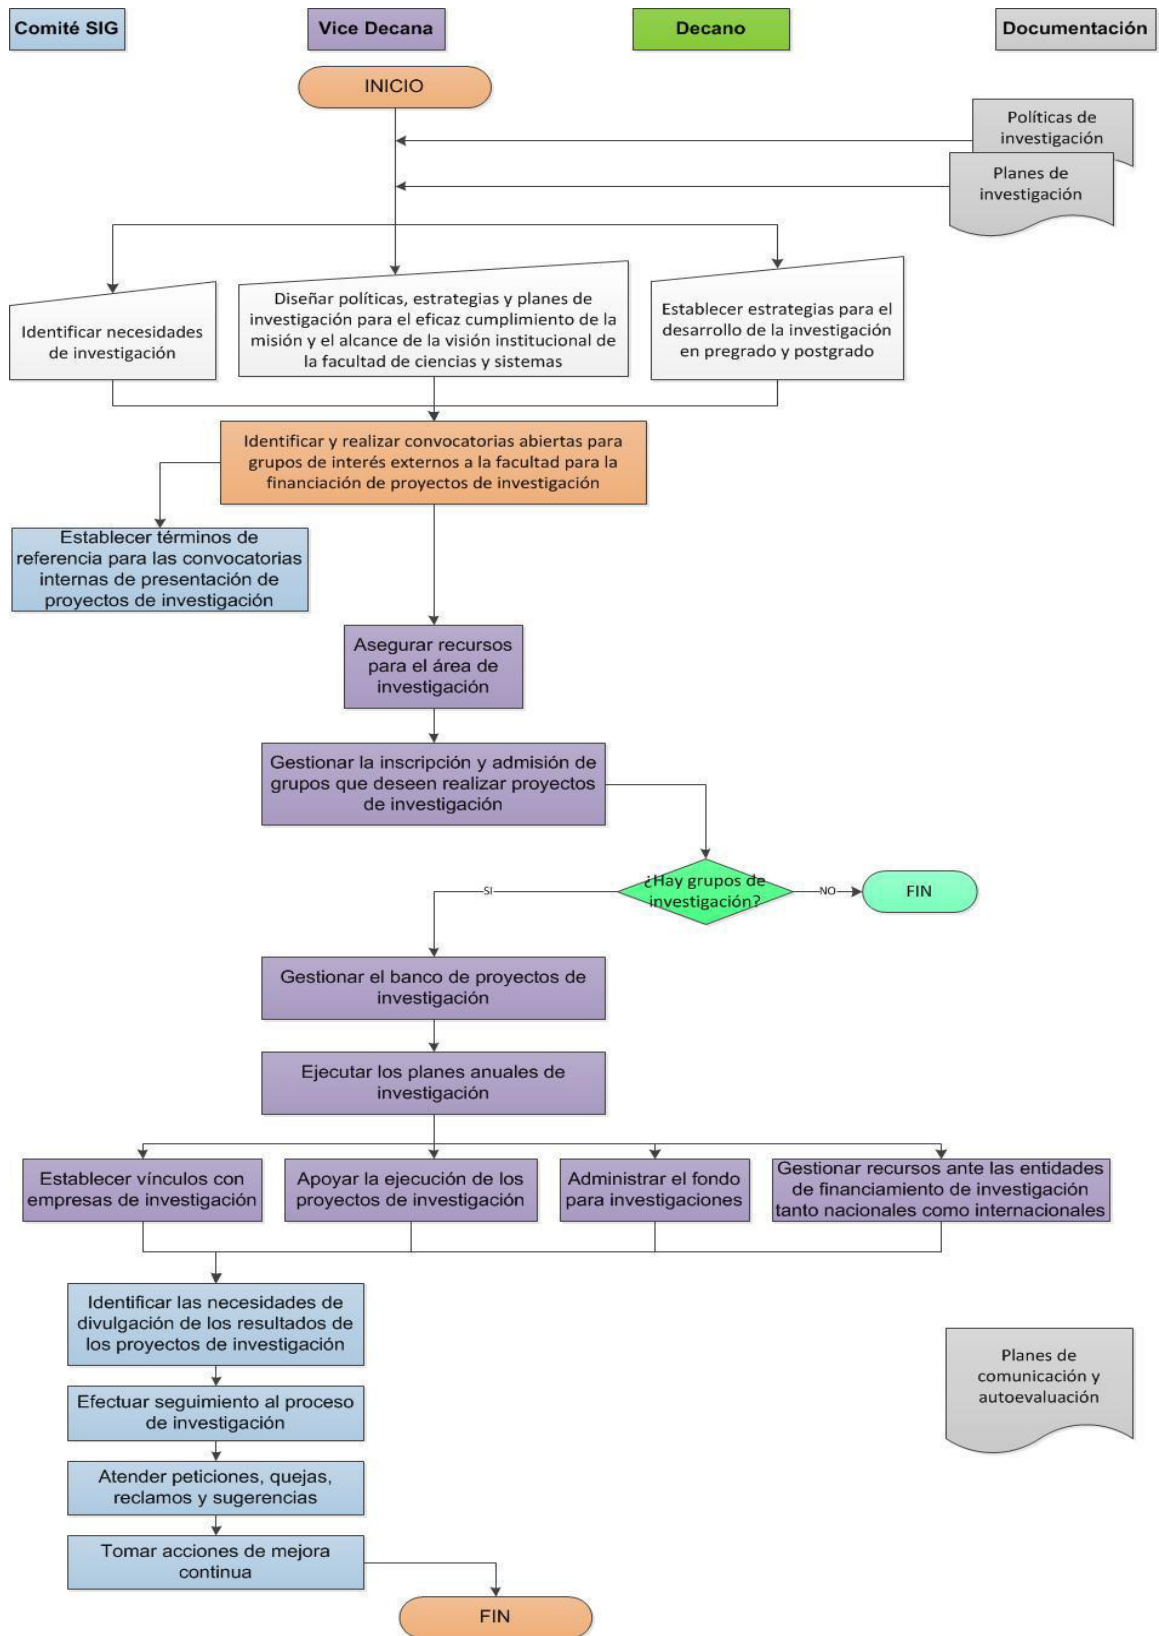 Comité SIG
Vice Decana
Decano
Documentación
INICIO
Políticas de
investigación
Planes de
investigación
Identificar necesidades
de investigación
Diseñar políticas, estrategias y planes de
investigación para el eficaz cumplimiento de la
misión y el alcance de la visión institucional de
la facultad de ciencias y sistemas
Establecer estrategias para el
desarrollo de la investigación
en pregrado y postgrado
Identificar y realizar convocatorias abiertas para
grupos de interés externos a la facultad para la
financiación de proyectos de investigación
Establecer términos de
referencia para las convocatorias
internas de presentación de
proyectos de investigación
Asegurar recursos
para el área de
investigación
Gestionar la inscripción y admisión de
grupos que deseen realizar proyectos
de investigación
¿Hay grupos de
investigación?
SI
NO
FIN
Gestionar el banco de proyectos de
investigación
Ejecutar los planes anuales de
investigación
Establecer vínculos con
empresas de investigación
Apoyar la ejecución de los
proyectos de investigación
Administrar el fondo
para investigaciones
Gestionar recursos ante las entidades
de financiamiento de investigación
tanto nacionales como internacionales
Identificar las necesidades de
divulgación de los resultados de
los proyectos de investigación
Planes de
comunicación y
autoevaluación
Efectuar seguimiento al proceso
de investigación
Atender peticiones, quejas,
reclamos y sugerencias
Tomar acciones de mejora
continua
FIN